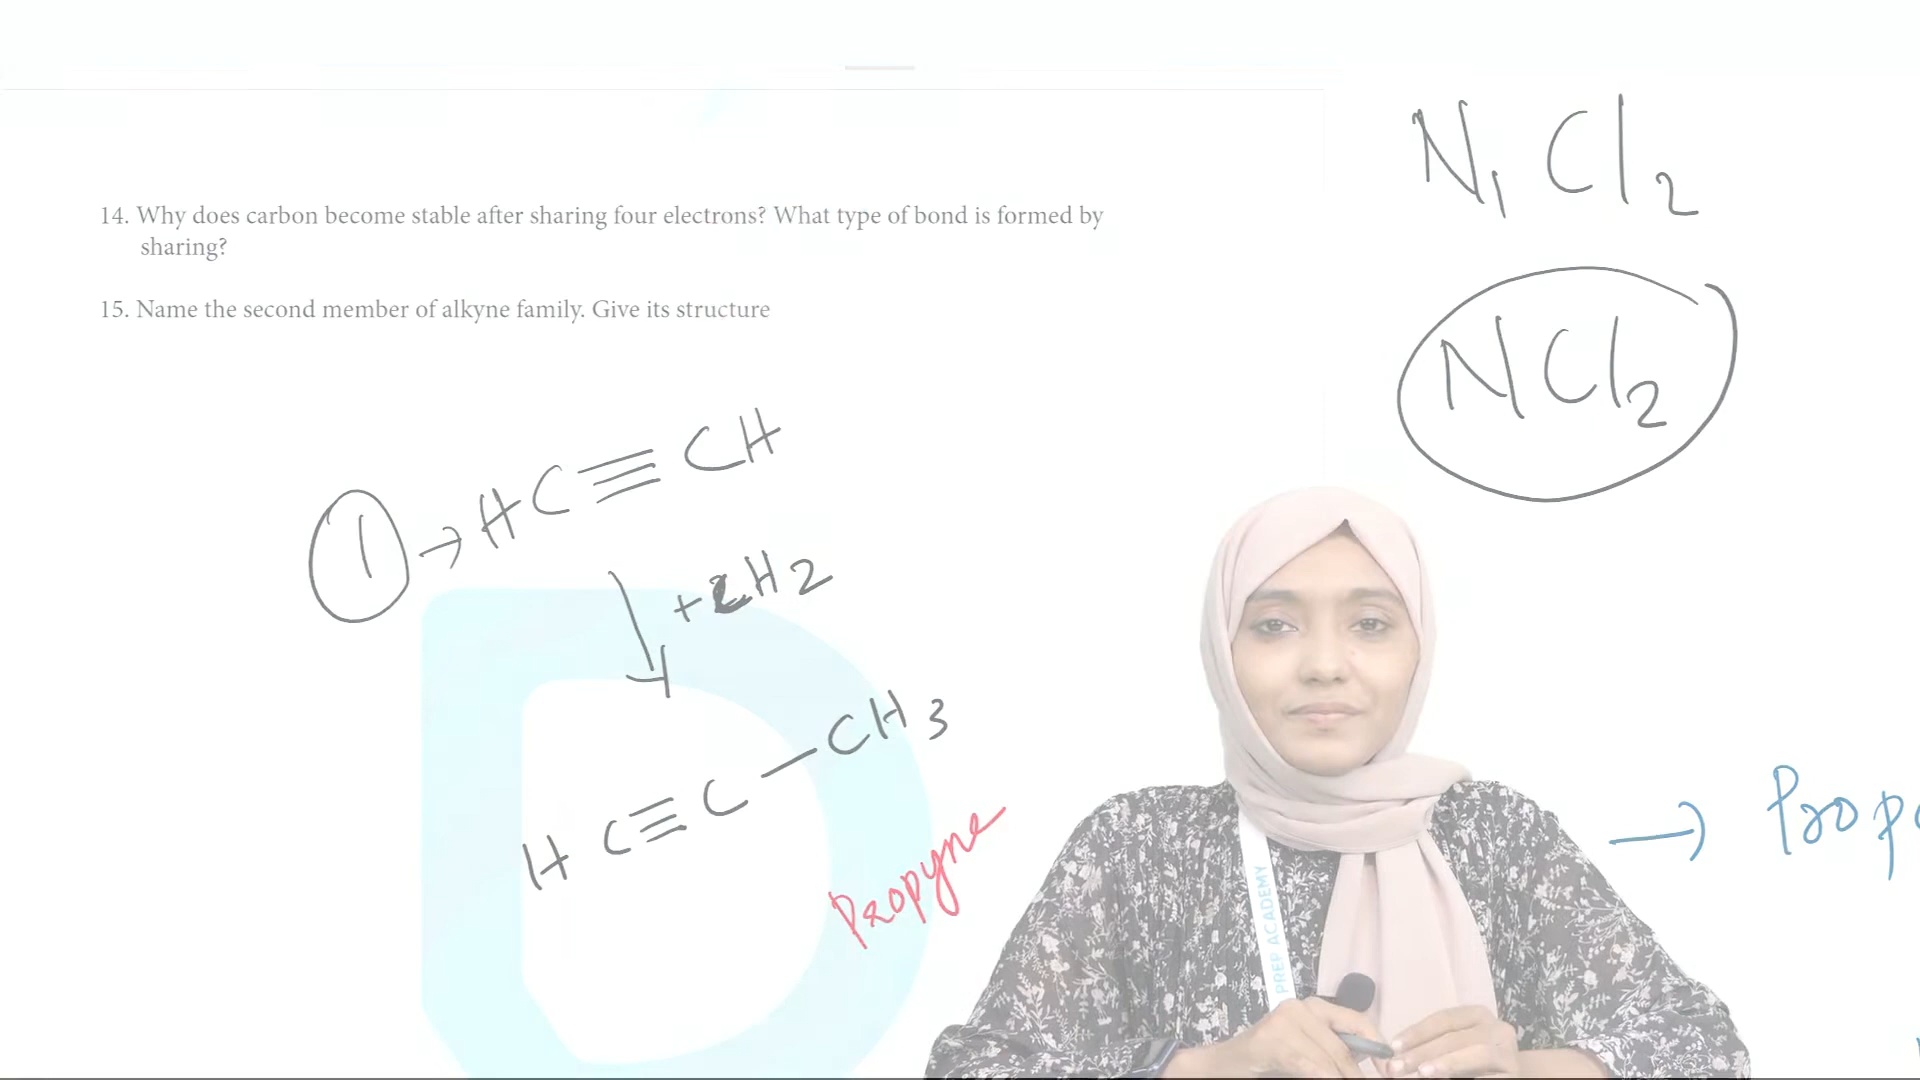 14. Why does carbon become stable after sharing four electrons? What type of bond is formed by
sharing?
15. Name the second member of alkyne family. Give its structure
N₁ Cl₂
NCl₂
1 → HC≡CH
+2H2
HC≡C—CH3
Propyne
→ Prop
PREP ACADEMY